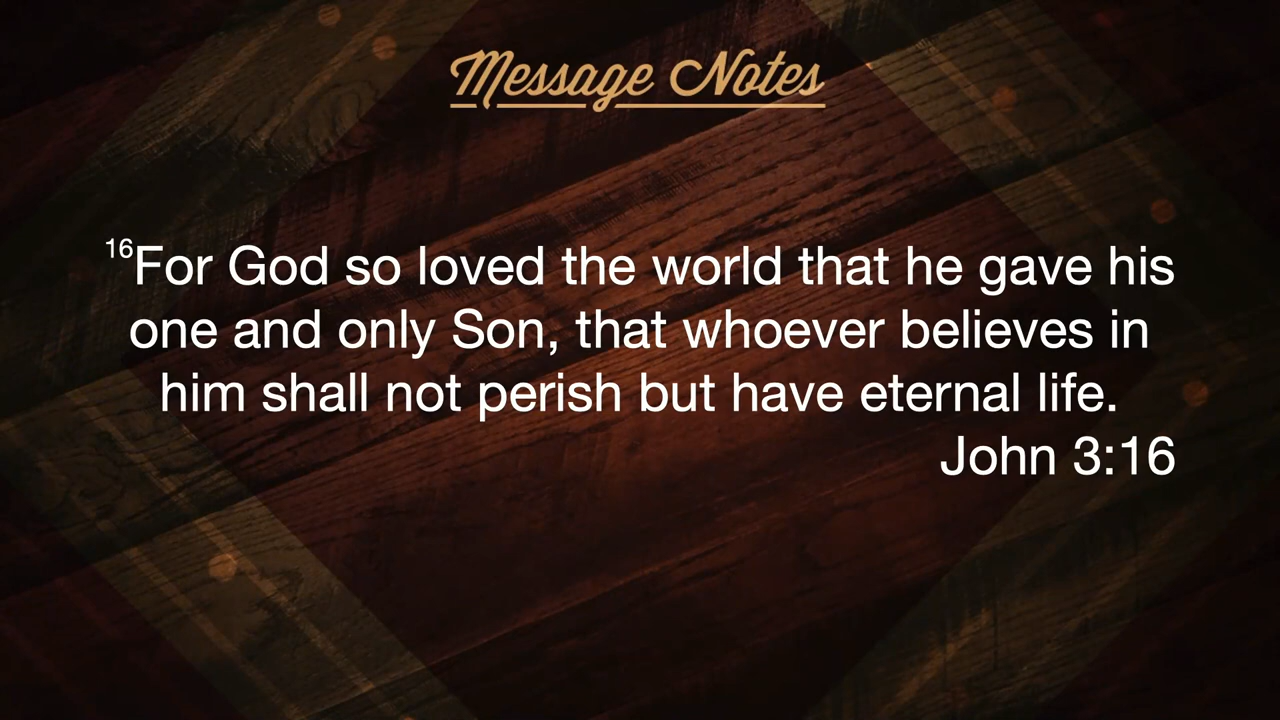 Message Notes
16For God so loved the world that he gave his
one and only Son, that whoever believes in
him shall not perish but have eternal life.
John 3:16